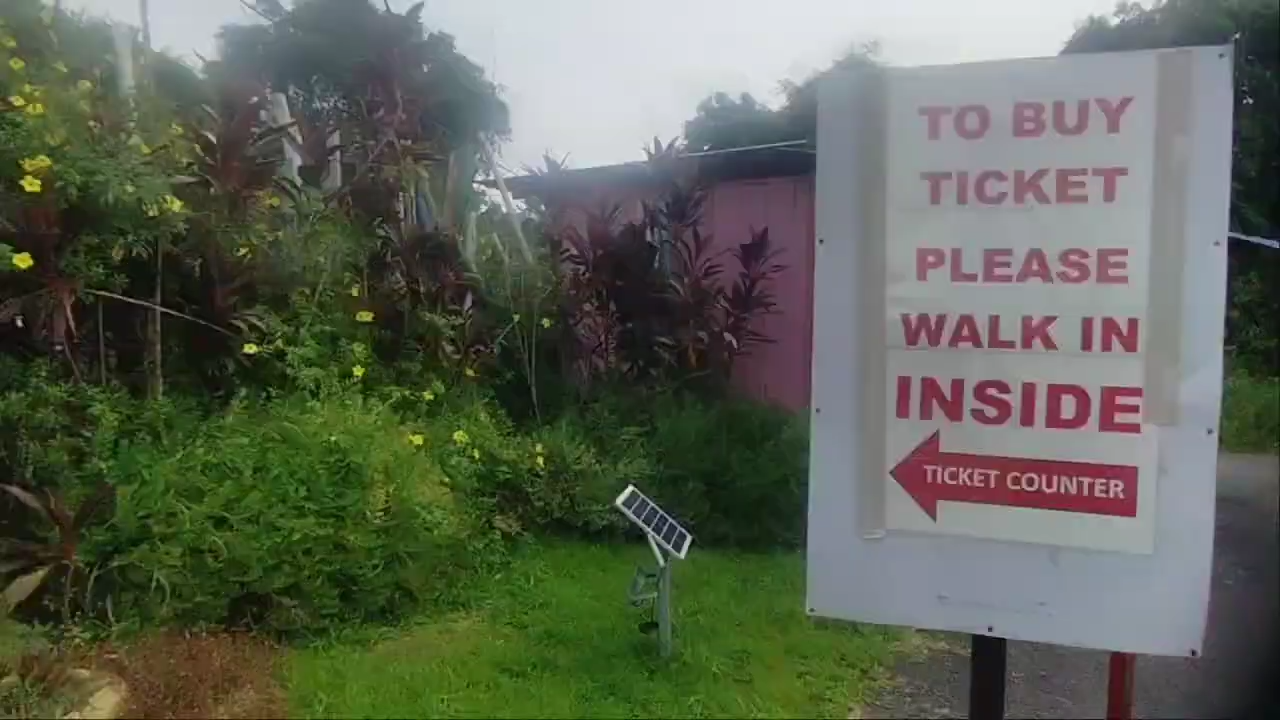 TO BUY
TICKET
PLEASE
WALK IN
INSIDE
TICKET COUNTER